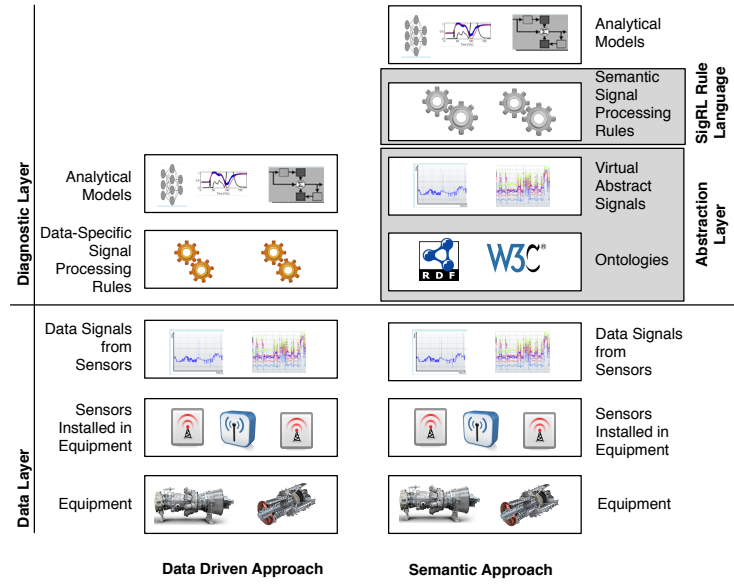 Analytical
Models
Semantic
Signal
Processing
Rules
SigRL Rule
Language
Diagnostic Layer
Analytical
Models
Virtual
Abstract
Signals
Data-Specific
Signal
Processing
Rules
RDF
W3C®
Ontologies
Abstraction
Layer
Data Layer
Data Signals
from
Sensors
Data Signals
from
Sensors
Sensors
Installed in
Equipment
Sensors
Installed in
Equipment
Equipment
Equipment
Data Driven Approach
Semantic Approach